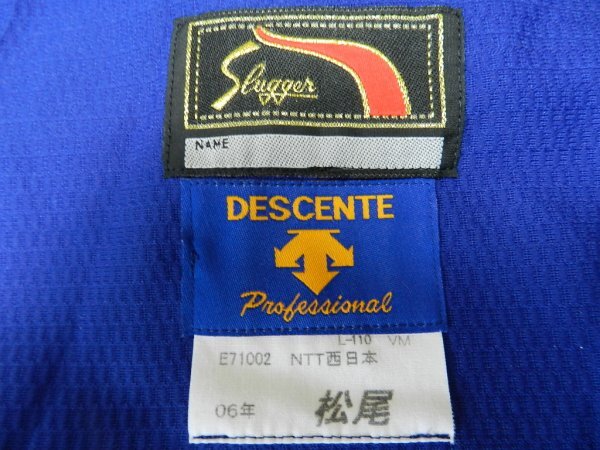 Slugger
NAME
DESCENTE
Professional
L-110 VM
E71002 NTT西日本
06年 松尾